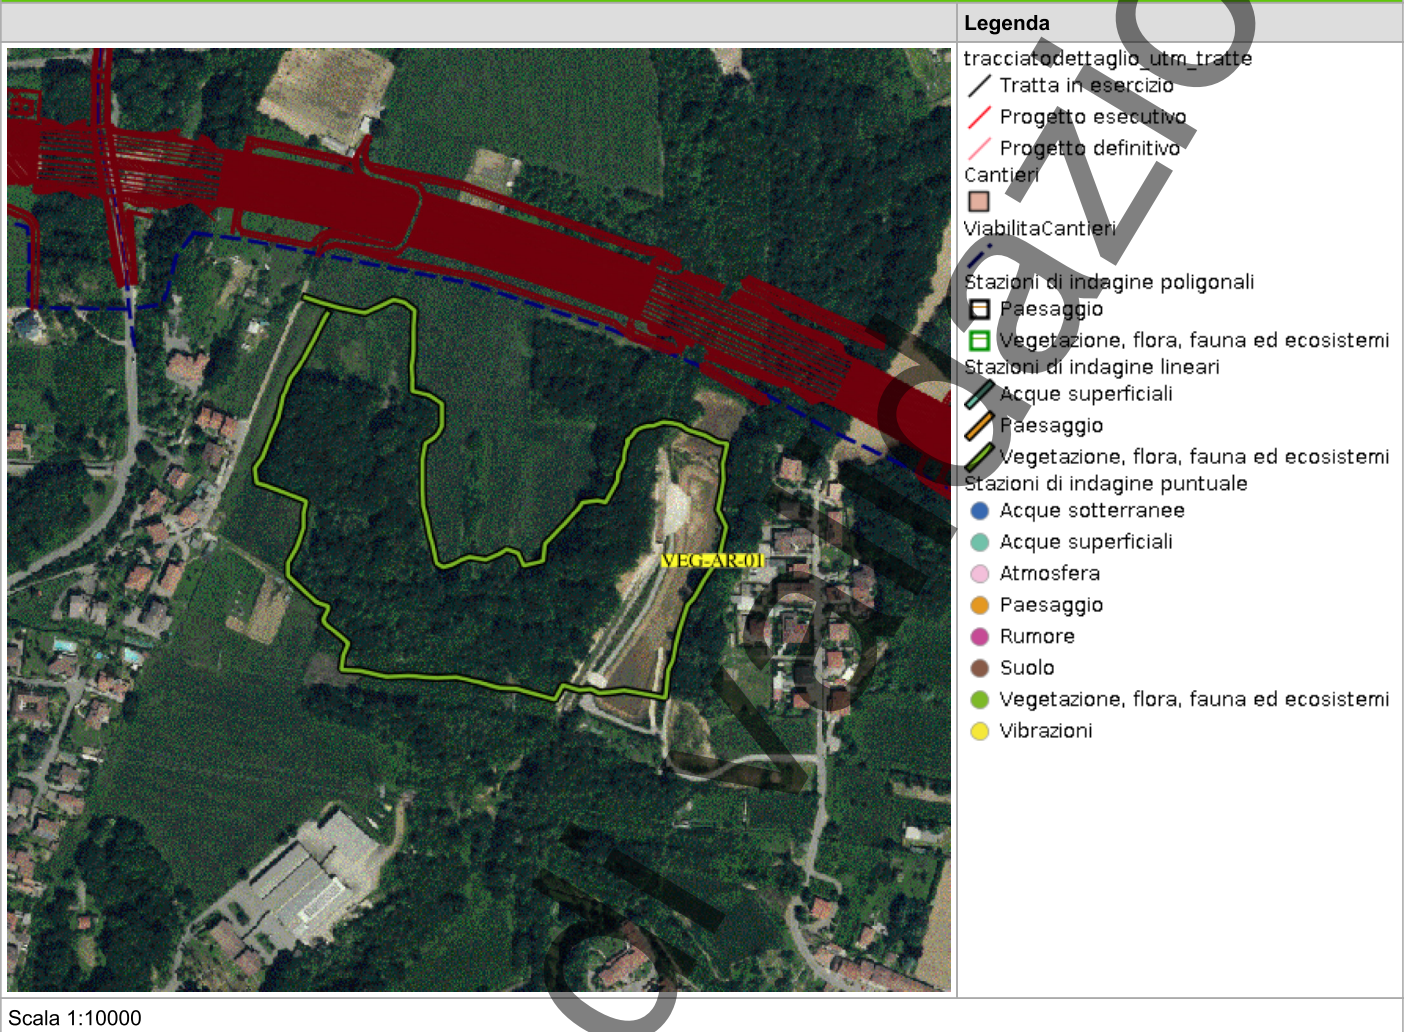 Legenda
tracciatodettaglio_utm_tratte
Tratta in esercizio
Progetto esecutivo
Progetto definitivo
Cantieri
ViabilitaCantieri
Stazioni di indagine poligonali
Paesaggio
Vegetazione, flora, fauna ed ecosistemi
Stazioni di indagine lineari
Acque superficiali
Paesaggio
Vegetazione, flora, fauna ed ecosistemi
Stazioni di indagine puntuale
Acque sotterranee
Acque superficiali
Atmosfera
Paesaggio
Rumore
Suolo
Vegetazione, flora, fauna ed ecosistemi
Vibrazioni
VEG-AR-01
Scala 1:10000